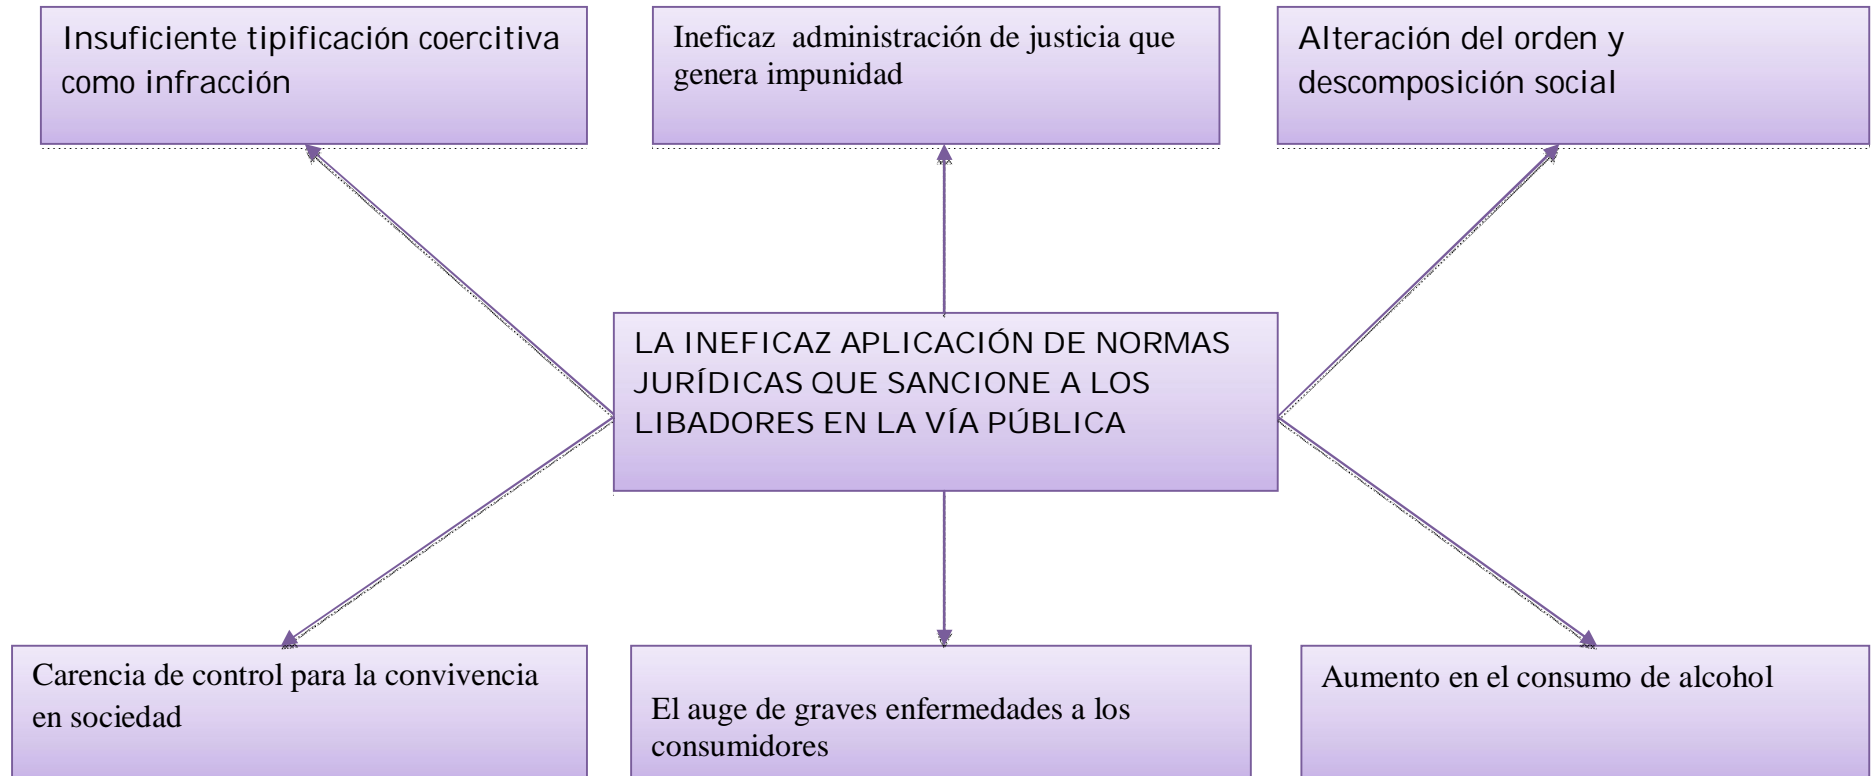 Insuficiente tipificación coercitiva
como infracción
Ineficaz administración de justicia que
genera impunidad
Alteración del orden y
descomposición social
LA INEFICAZ APLICACIÓN DE NORMAS
JURÍDICAS QUE SANCIONE A LOS
LIBADORES EN LA VÍA PÚBLICA
Carencia de control para la convivencia
en sociedad
El auge de graves enfermedades a los
consumidores
Aumento en el consumo de alcohol